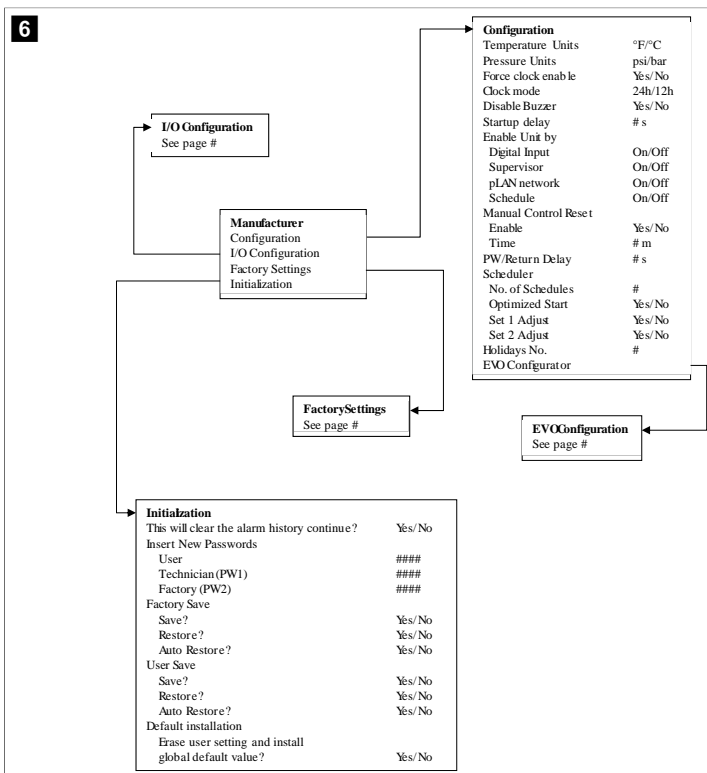 6
Configuration
Temperature Units °F/°C
Pressure Units psi/bar
Force clock enable Yes/No
Clock mode 24h/12h
Disable Buzzer Yes/No
Startup delay # s
Enable Unit by
Digital Input On/Off
Supervisor On/Off
pLAN network On/Off
Schedule On/Off
Manual Control Reset
Enable Yes/No
Time # m
PW/Return Delay # s
Scheduler
No. of Schedules #
Optimized Start Yes/No
Set 1 Adjust Yes/No
Set 2 Adjust Yes/No
Holidays No. #
EVO Configurator
I/O Configuration
See page #
Manufacturer
Configuration
I/O Configuration
Factory Settings
Initialization
FactorySettings
See page #
EVOConfiguration
See page #
Initialzation
This will clear the alarm history continue? Yes/No
Insert New Passwords
User ####
Technician (PW1) ####
Factory (PW2) ####
Factory Save
Save? Yes/No
Restore? Yes/No
Auto Restore? Yes/No
User Save
Save? Yes/No
Restore? Yes/No
Auto Restore? Yes/No
Default installation
Erase user setting and install
global default value? Yes/No